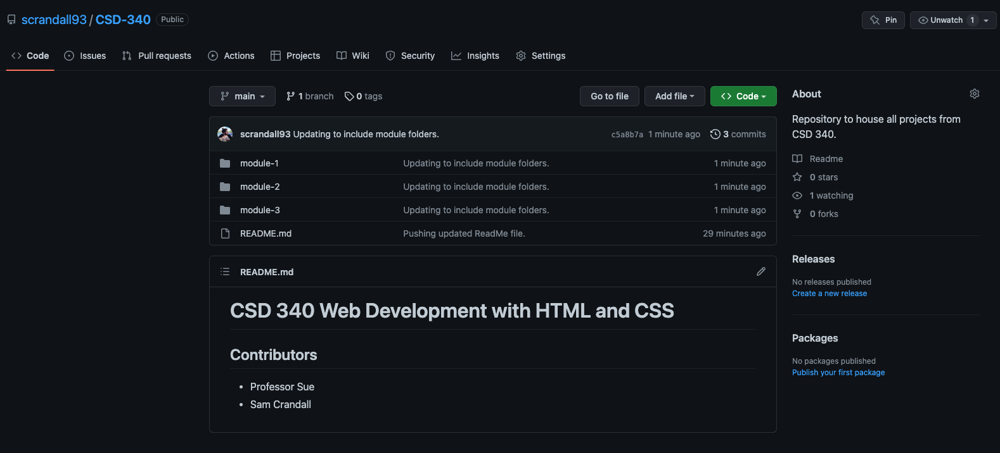 scrandall93 / CSD-340 Public
Pin Unwatch 1
Code Issues Pull requests Actions Projects Wiki Security Insights Settings
main 1 branch 0 tags Go to file Add file Code
scrandall93 Updating to include module folders. c5a8b7a 1 minute ago 3 commits
module-1 Updating to include module folders. 1 minute ago
module-2 Updating to include module folders. 1 minute ago
module-3 Updating to include module folders. 1 minute ago
README.md Pushing updated ReadMe file. 29 minutes ago
README.md
CSD 340 Web Development with HTML and CSS
Contributors
Professor Sue
Sam Crandall
About
Repository to house all projects from
CSD 340.
Readme
0 stars
1 watching
0 forks
Releases
No releases published
Create a new release
Packages
No packages published
Publish your first package